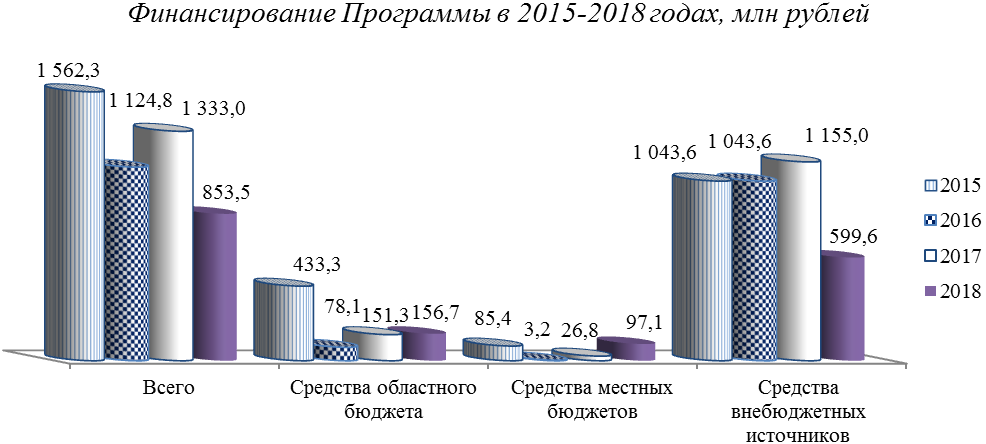 Финансирование Программы в 2015-2018 годах, млн рублей
1 562,3
1 124,8
1 333,0
853,5
433,3
78,1
151,3
156,7
85,4
3,2
26,8
97,1
1 043,6
1 043,6
1 155,0
599,6
2015
2016
2017
2018
Всего
Средства областного
бюджета
Средства местных
бюджетов
Средства
внебюджетных
источников